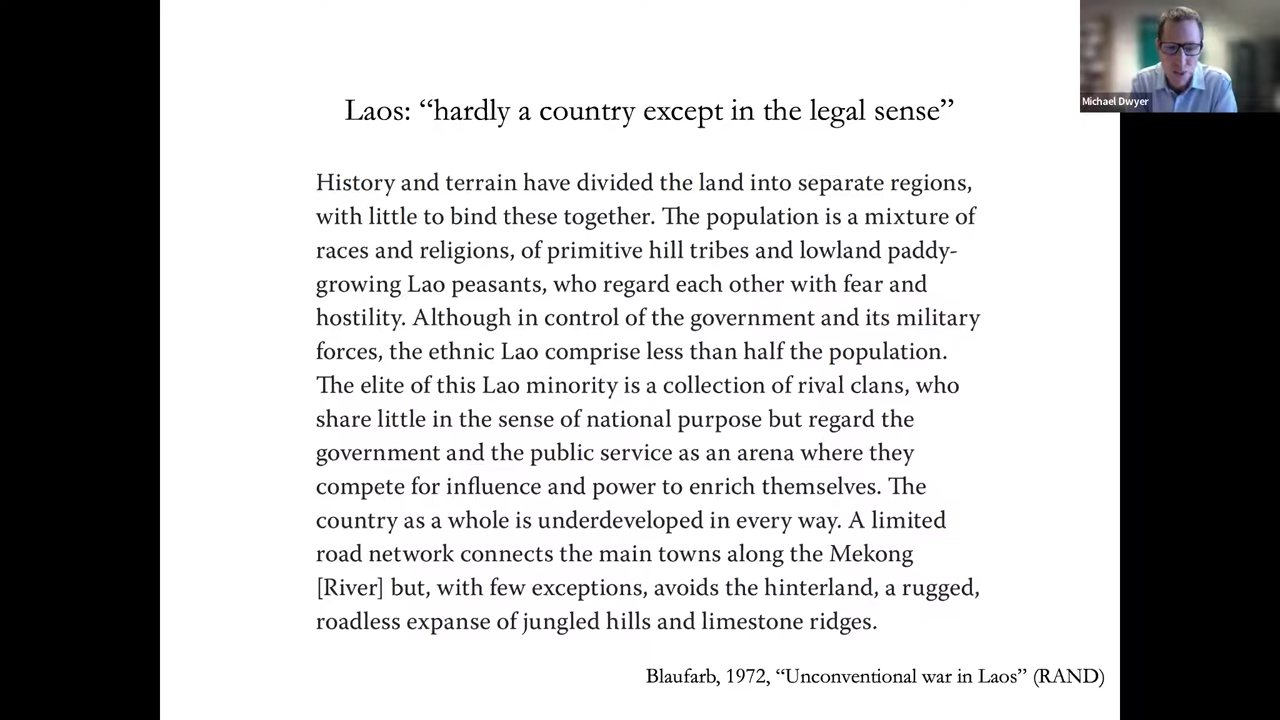 Michael Dwyer
Laos: “hardly a country except in the legal sense”
History and terrain have divided the land into separate regions,
with little to bind these together. The population is a mixture of
races and religions, of primitive hill tribes and lowland paddy-
growing Lao peasants, who regard each other with fear and
hostility. Although in control of the government and its military
forces, the ethnic Lao comprise less than half the population.
The elite of this Lao minority is a collection of rival clans, who
share little in the sense of national purpose but regard the
government and the public service as an arena where they
compete for influence and power to enrich themselves. The
country as a whole is underdeveloped in every way. A limited
road network connects the main towns along the Mekong
[River] but, with few exceptions, avoids the hinterland, a rugged,
roadless expanse of jungled hills and limestone ridges.
Blaufarb, 1972, “Unconventional war in Laos” (RAND)